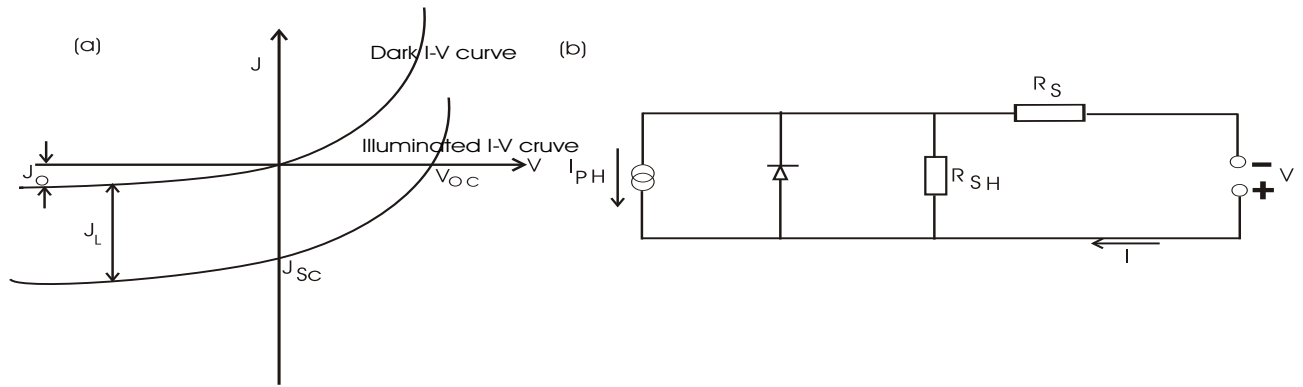 (a)
J
Dark I-V curve
Illuminated I-V cruve
V
J O
V O C
J L
J Sc
(b)
R S
I P H
R S H
−
+
V
I